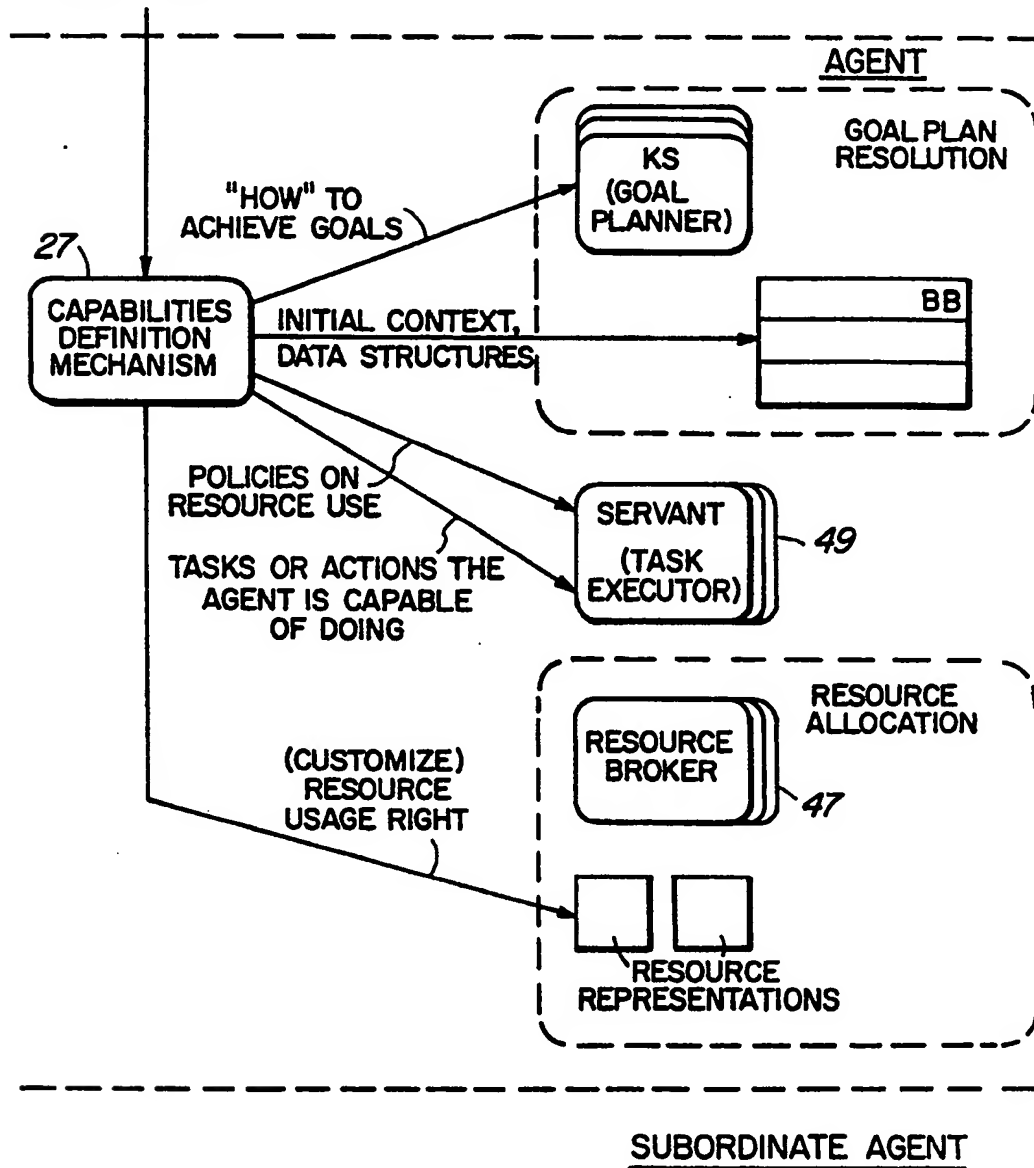 AGENT
GOAL PLAN
RESOLUTION
KS
(GOAL
PLANNER)
"HOW" TO
ACHIEVE GOALS
27
CAPABILITIES
DEFINITION
MECHANISM
INITIAL CONTEXT,
DATA STRUCTURES
BB
POLICIES ON
RESOURCE USE
SERVANT
(TASK
EXECUTOR)
49
TASKS OR ACTIONS THE
AGENT IS CAPABLE
OF DOING
RESOURCE
ALLOCATION
RESOURCE
BROKER
47
(CUSTOMIZE)
RESOURCE
USAGE RIGHT
RESOURCE
REPRESENTATIONS
SUBORDINATE AGENT